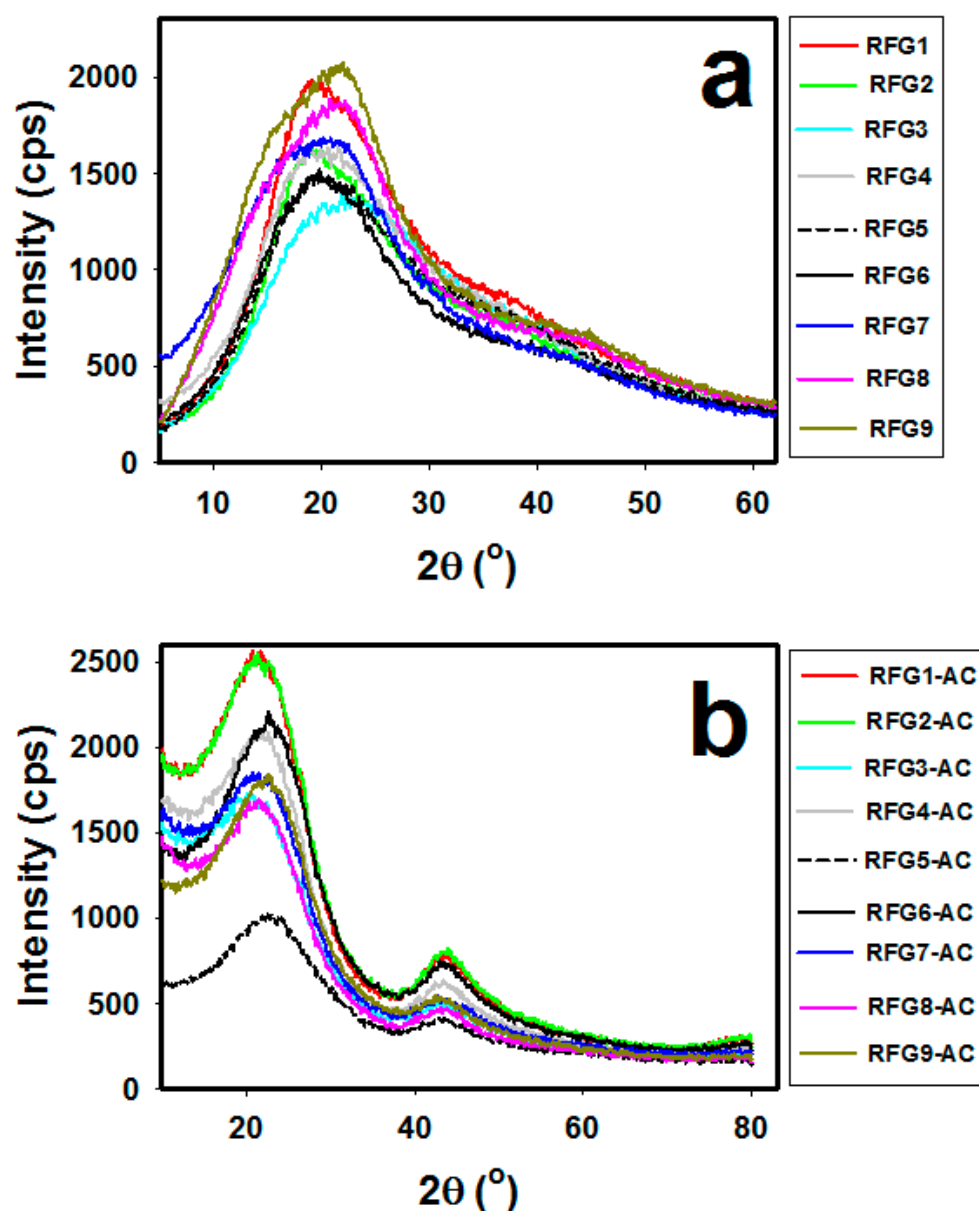 a
Intensity (cps)
2000
1500
1000
500
0
10 20 30 40 50 60
2θ (o)
RFG1
RFG2
RFG3
RFG4
RFG5
RFG6
RFG7
RFG8
RFG9
b
Intensity (cps)
2500
2000
1500
1000
500
0
20 40 60 80
2θ (o)
RFG1-AC
RFG2-AC
RFG3-AC
RFG4-AC
RFG5-AC
RFG6-AC
RFG7-AC
RFG8-AC
RFG9-AC